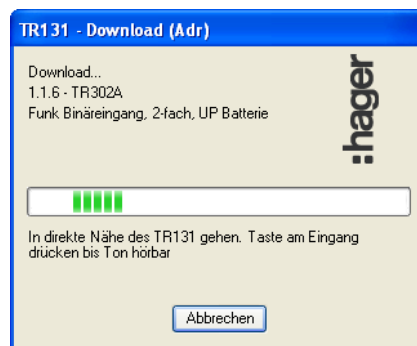 TR131 - Download (Adr)
Download...
1.1.6 - TR302A
Funk Binäreingang, 2-fach, UP Batterie
:hager
In direkte Nähe des TR131 gehen. Taste am Eingang
drücken bis Ton hörbar
Abbrechen